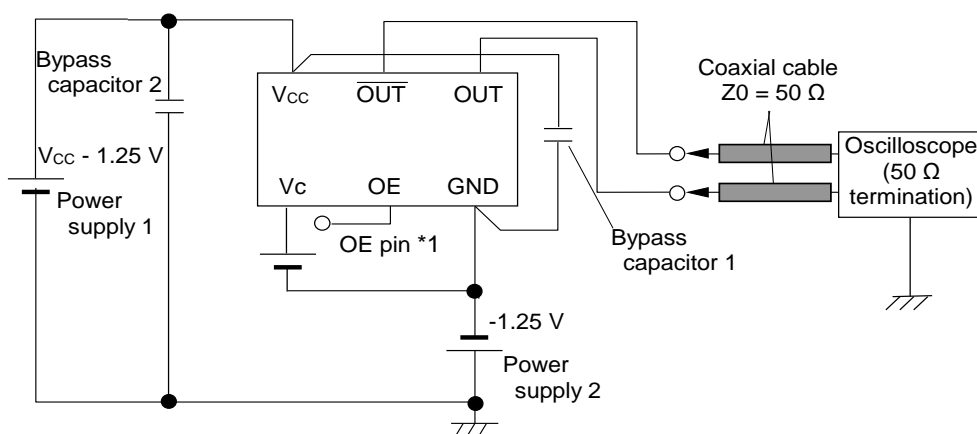 Bypass
capacitor 2
VCC - 1.25 V
Power
supply 1
VCC
OUT
OUT
Vc
OE
GND
OE pin *1
Bypass
capacitor 1
-1.25 V
Power
supply 2
Coaxial cable
Z0 = 50 Ω
Oscilloscope
(50 Ω
termination)